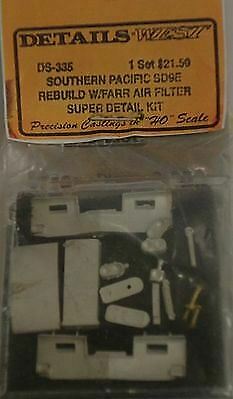 DETAILS WEST
DS-335 1 Set $21.50
SOUTHERN PACIFIC SD9E
REBUILD W/FARR AIR FILTER
SUPER DETAIL KIT
Precision Castings in "HO" Scale